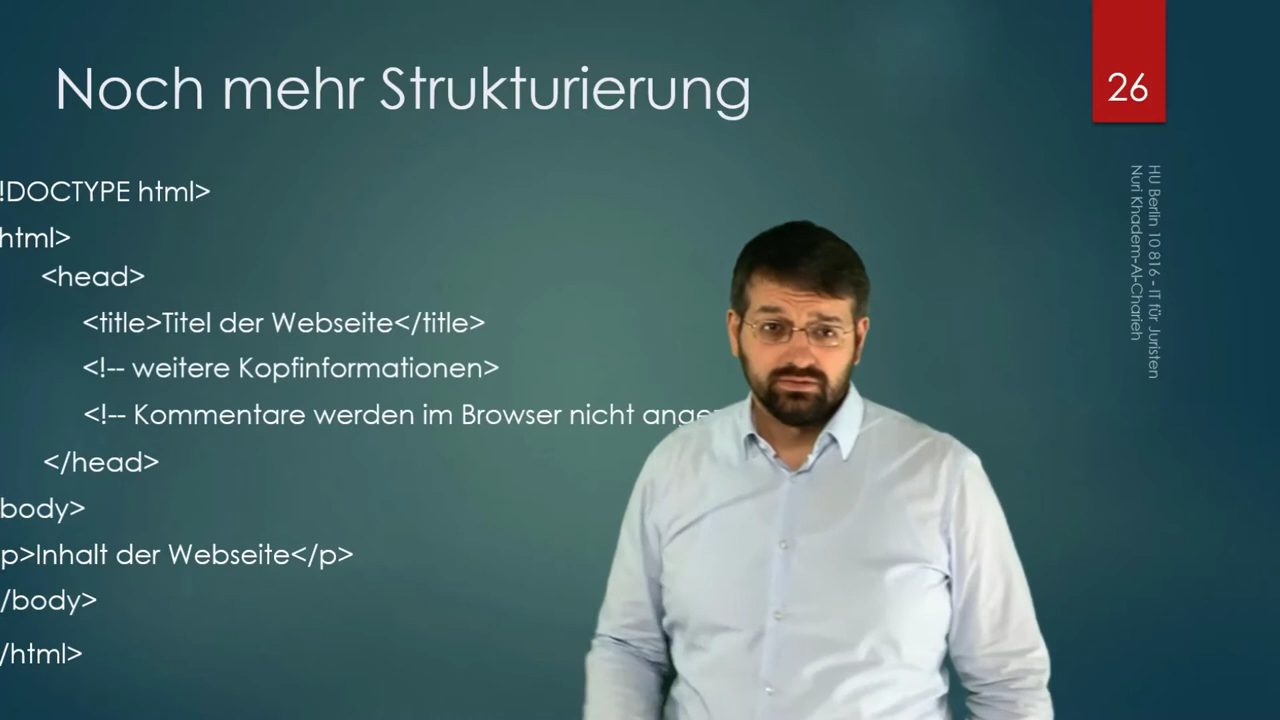 Noch mehr Strukturierung
26
!DOCTYPE html>
html>
<head>
<title>Titel der Webseite</title>
<!-- weitere Kopfinformationen>
<!-- Kommentare werden im Browser nicht
</head>
body>
p>Inhalt der Webseite</p>
/body>
/html>
HU Berlin 10 816 - IT für Juristen
Nuri Khadem-Al-Charieh